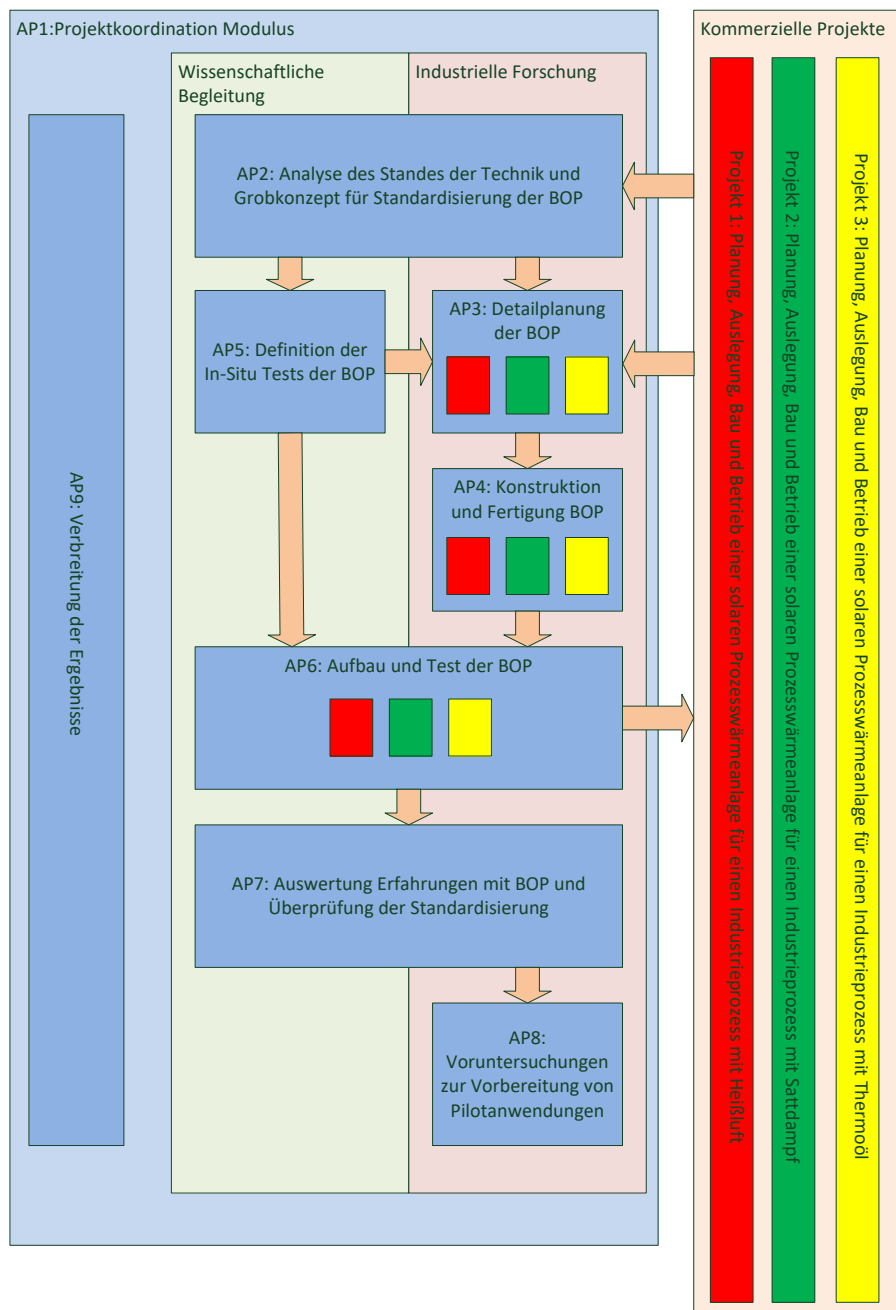 AP1:Projektkoordination Modulus
Kommerzielle Projekte
Wissenschaftliche
Begleitung
Industrielle Forschung
AP2: Analyse des Standes der Technik und
Grobkonzept für Standardisierung der BOP
AP3: Detailplanung
der BOP
AP5: Definition der
In-Situ Tests der BOP
AP4: Konstruktion
und Fertigung BOP
AP6: Aufbau und Test der BOP
AP7: Auswertung Erfahrungen mit BOP und
Überprüfung der Standardisierung
AP8:
Voruntersuchungen
zur Vorbereitung von
Pilotanwendungen
AP9: Verbreitung der Ergebnisse
Projekt 1: Planung, Auslegung, Bau und Betrieb einer solaren Prozesswärmeanlage für einen Industrieprozess mit Heißluft
Projekt 2: Planung, Auslegung, Bau und Betrieb einer solaren Prozesswärmeanlage für einen Industrieprozess mit Sattdampf
Projekt 3: Planung, Auslegung, Bau und Betrieb einer solaren Prozesswärmeanlage für einen Industrieprozess mit Thermoöl